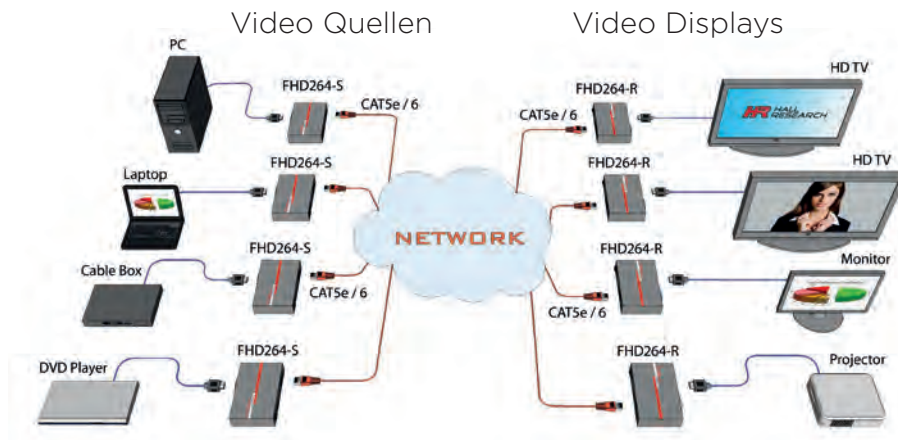 Video Quellen
Video Displays
PC
FHD264-S
CAT5e / 6
Laptop
FHD264-S
Cable Box
FHD264-S
CAT5e / 6
DVD Player
FHD264-S
NETWORK
FHD264-R
CAT5e / 6
HD TV
HR HALL
RESEARCH
FHD264-R
HD TV
FHD264-R
CAT5e / 6
Monitor
FHD264-R
Projector